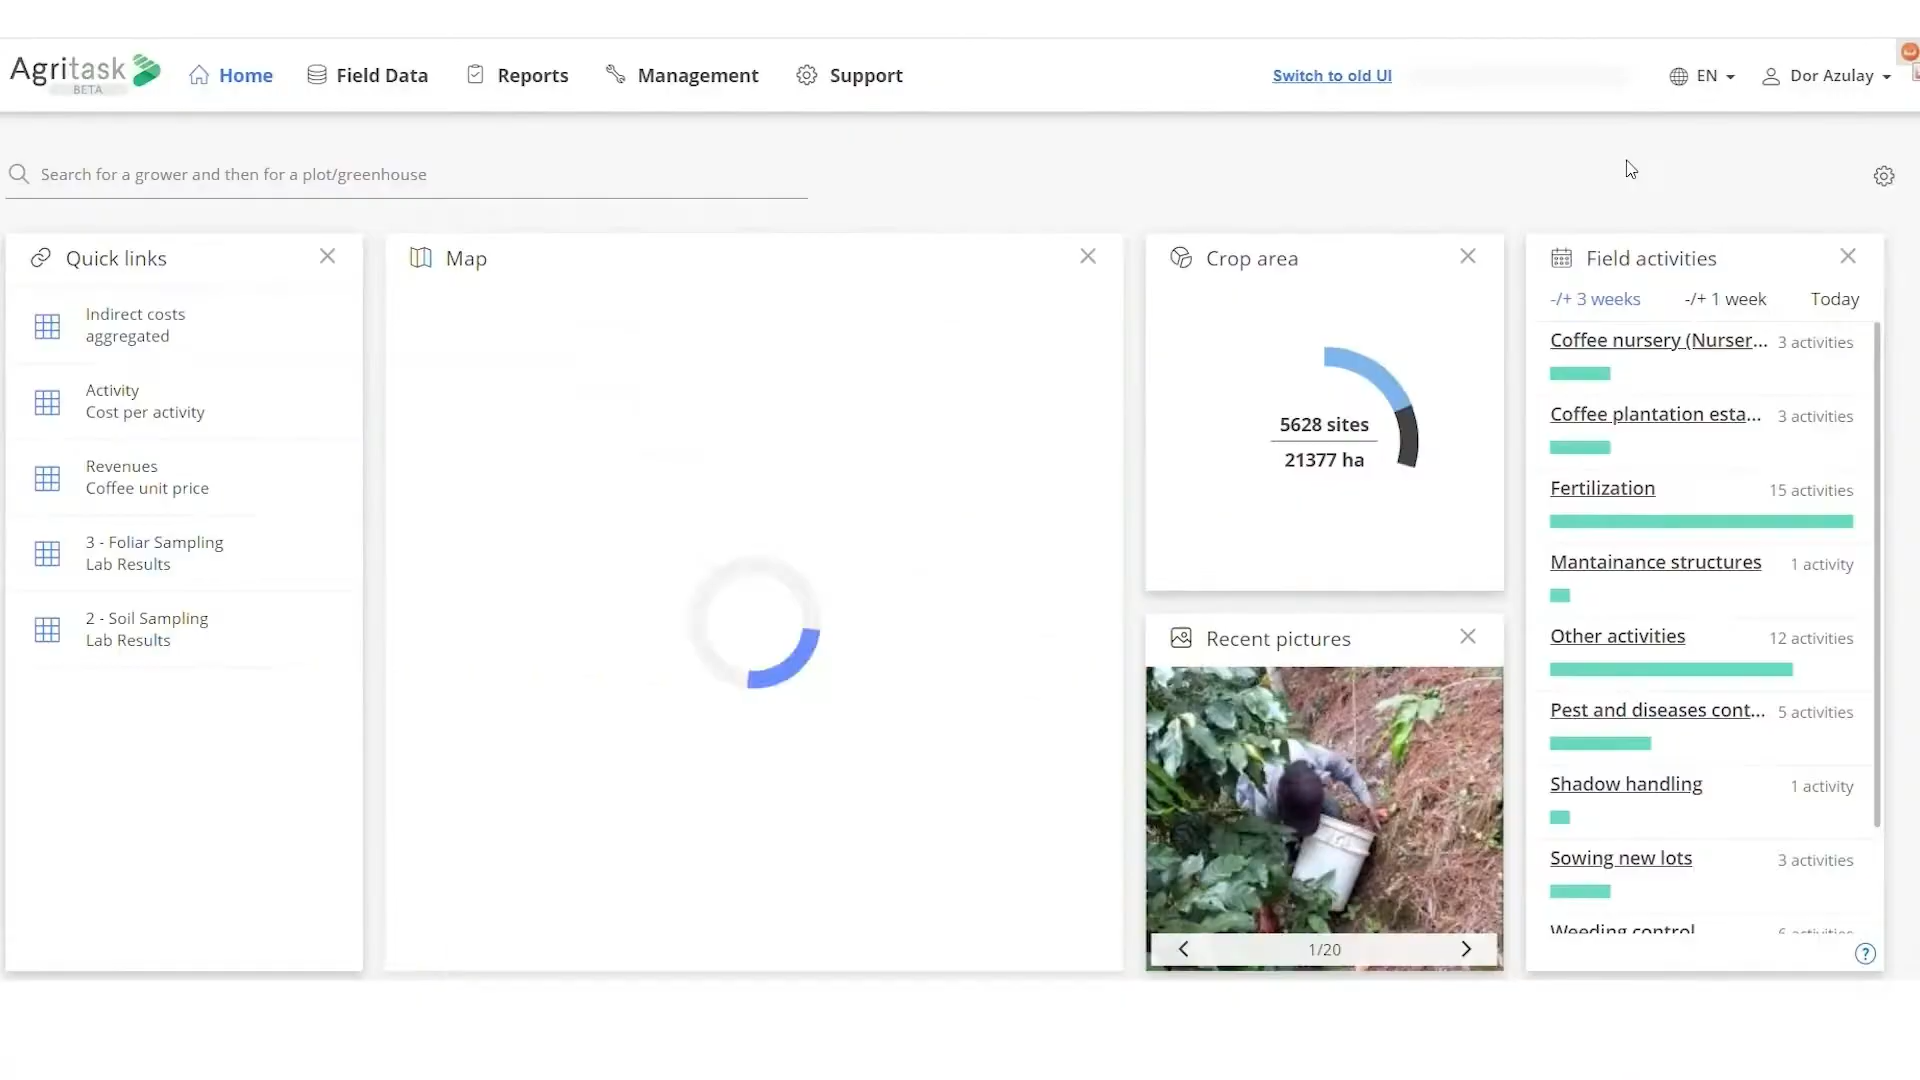 Agritask
BETA
Home
Field Data
Reports
Management
Support
Switch to old UI
EN
Dor Azulay
Search for a grower and then for a plot/greenhouse
Quick links
Indirect costs
aggregated
Activity
Cost per activity
Revenues
Coffee unit price
3 - Foliar Sampling
Lab Results
2 - Soil Sampling
Lab Results
Map
Crop area
5628 sites
21377 ha
Recent pictures
1/20
Field activities
-/+ 3 weeks -/+ 1 week Today
Coffee nursery (Nurser... 3 activities
Coffee plantation esta... 3 activities
Fertilization 15 activities
Mantainance structures 1 activity
Other activities 12 activities
Pest and diseases cont... 5 activities
Shadow handling 1 activity
Sowing new lots 3 activities
Weeding control 6 activities
?